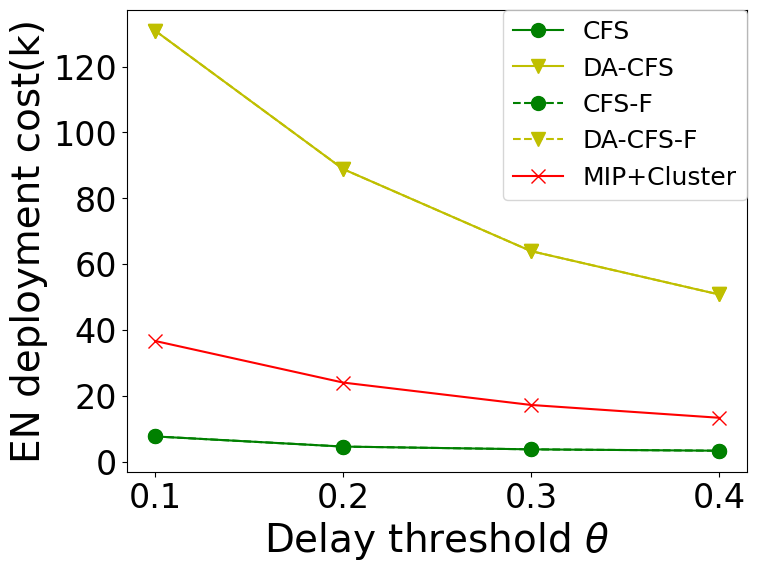 EN deployment cost(k)
120
100
80
60
40
20
0
0.1 0.2 0.3 0.4
Delay threshold θ
CFS
DA-CFS
CFS-F
DA-CFS-F
MIP+Cluster